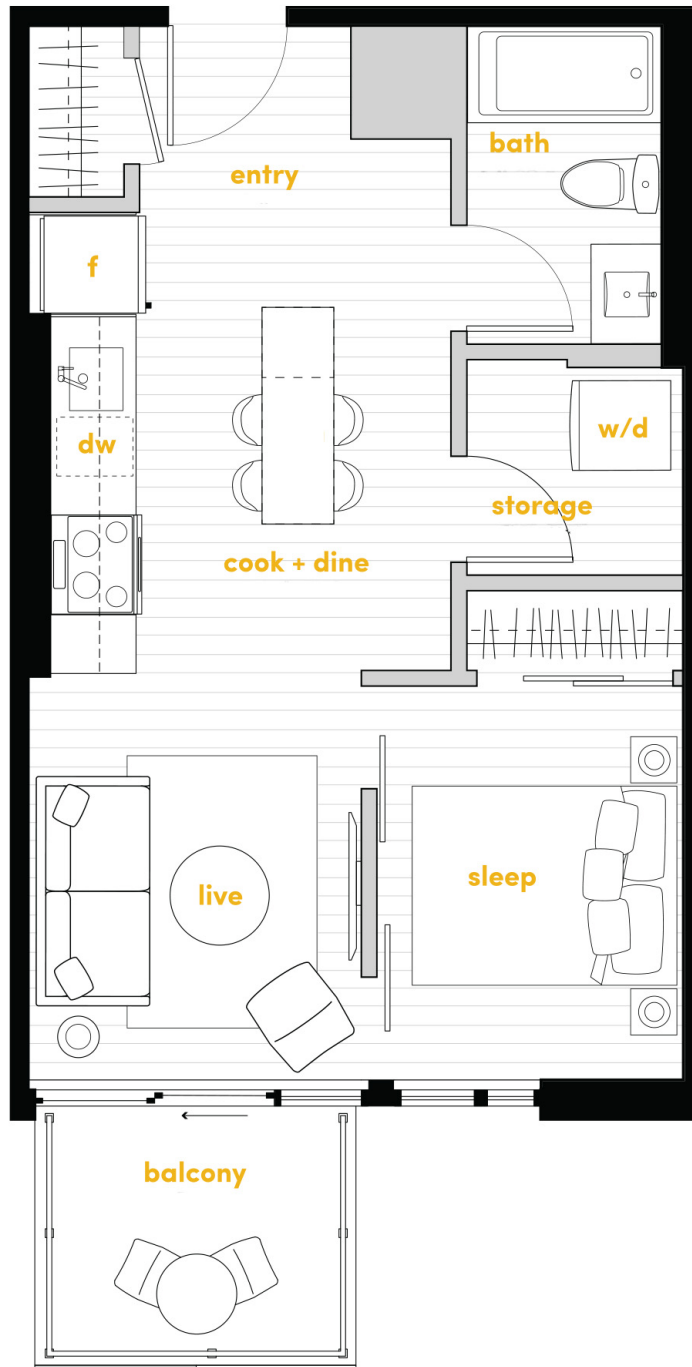 bath
entry
f
w/d
dw
storage
cook + dine
sleep
live
balcony